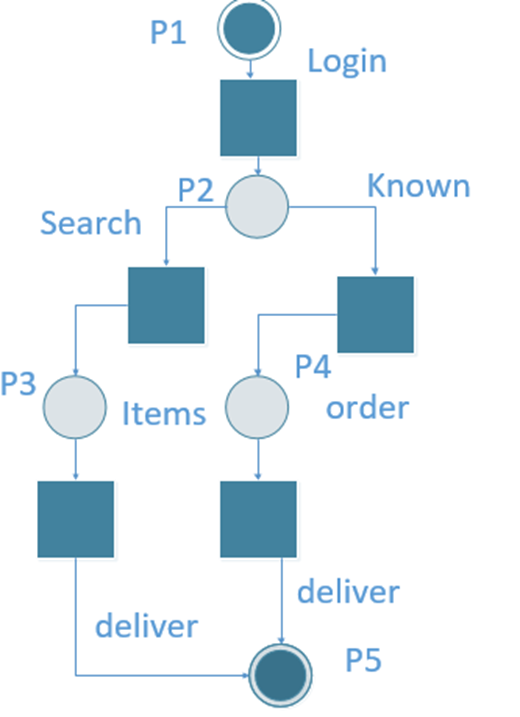 P1
Login
P2
Known
Search
P4
P3
Items
order
deliver
deliver
P5